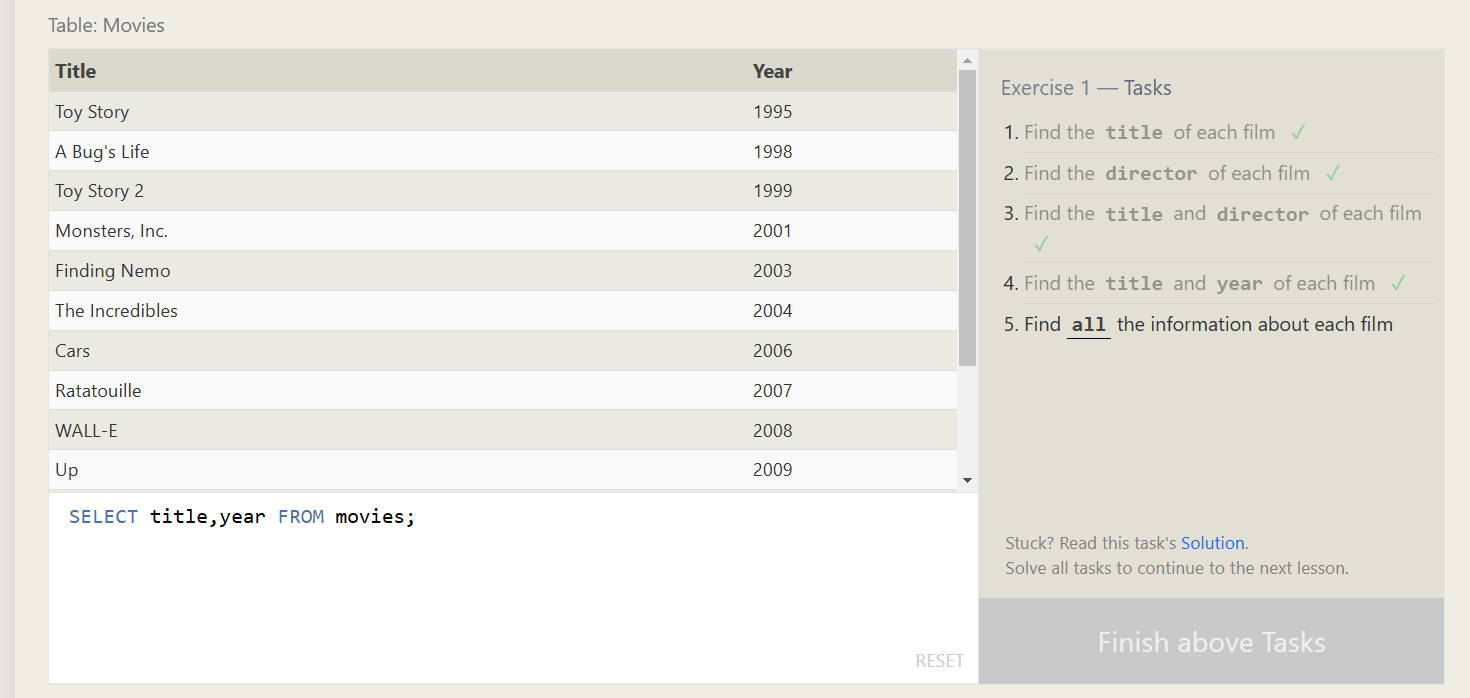 Table: Movies
Title Year
Toy Story 1995
A Bug's Life 1998
Toy Story 2 1999
Monsters, Inc. 2001
Finding Nemo 2003
The Incredibles 2004
Cars 2006
Ratatouille 2007
WALL-E 2008
Up 2009
SELECT title,year FROM movies;
RESET
Exercise 1 — Tasks
1. Find the title of each film ✓
2. Find the director of each film ✓
3. Find the title and director of each film
✓
4. Find the title and year of each film ✓
5. Find all the information about each film
Stuck? Read this task's Solution.
Solve all tasks to continue to the next lesson.
Finish above Tasks